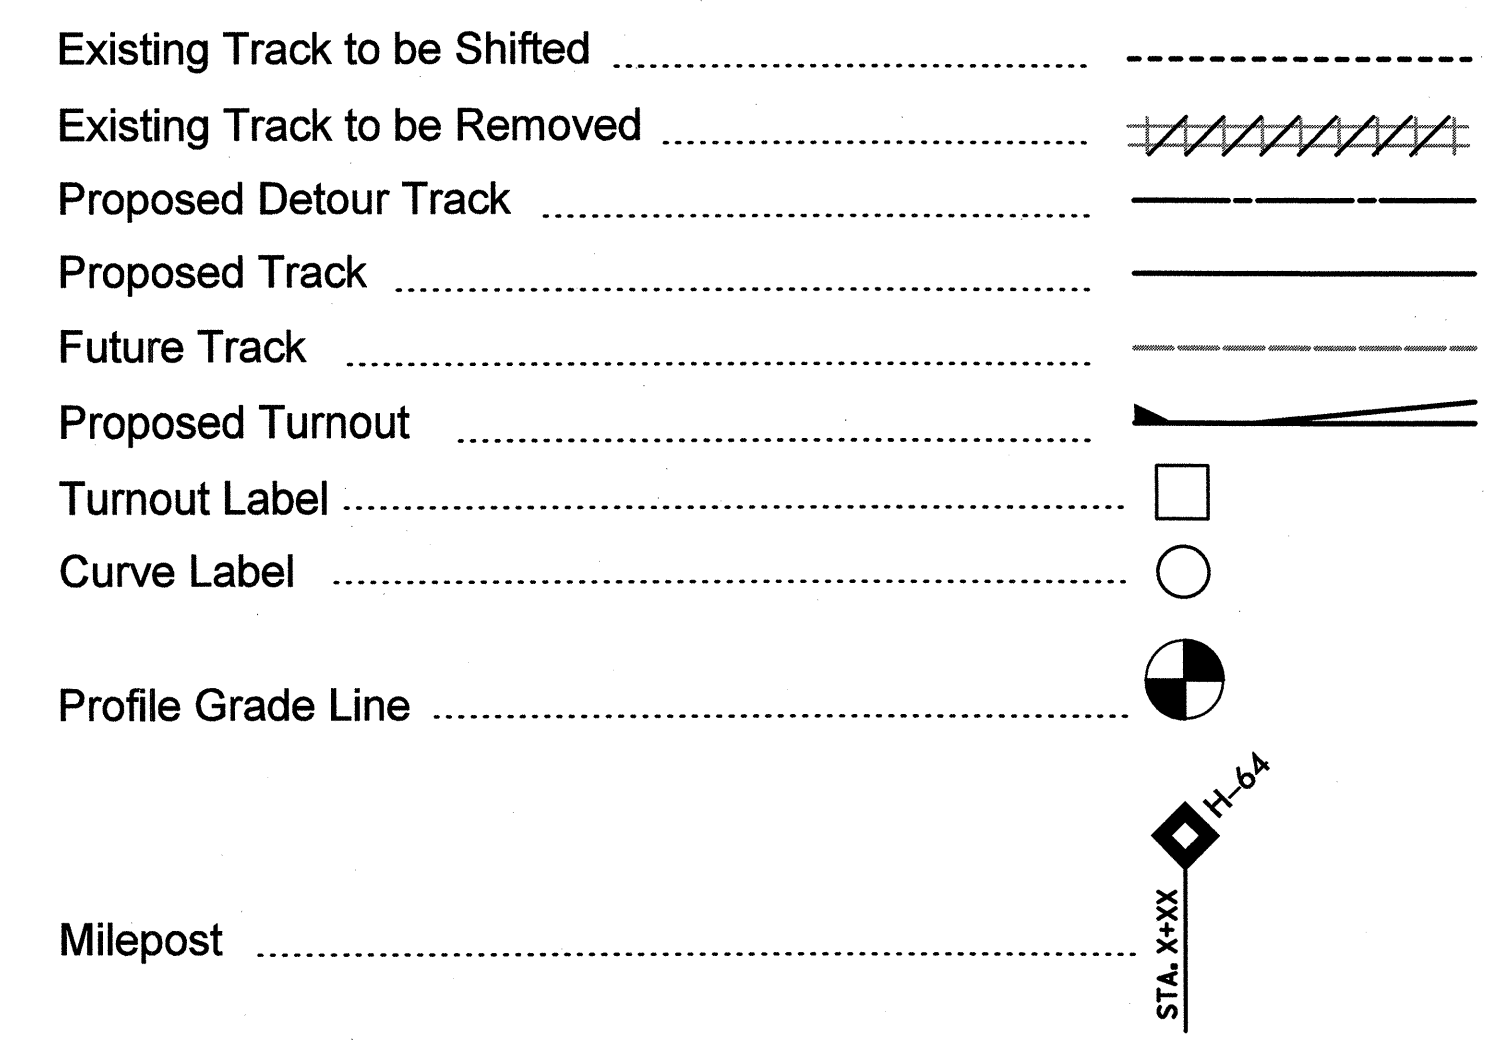 Existing Track to be Shifted
Existing Track to be Removed
Proposed Detour Track
Proposed Track
Future Track
Proposed Turnout
Turnout Label
Curve Label
Profile Grade Line
H-64
Milepost
STA. X+XX